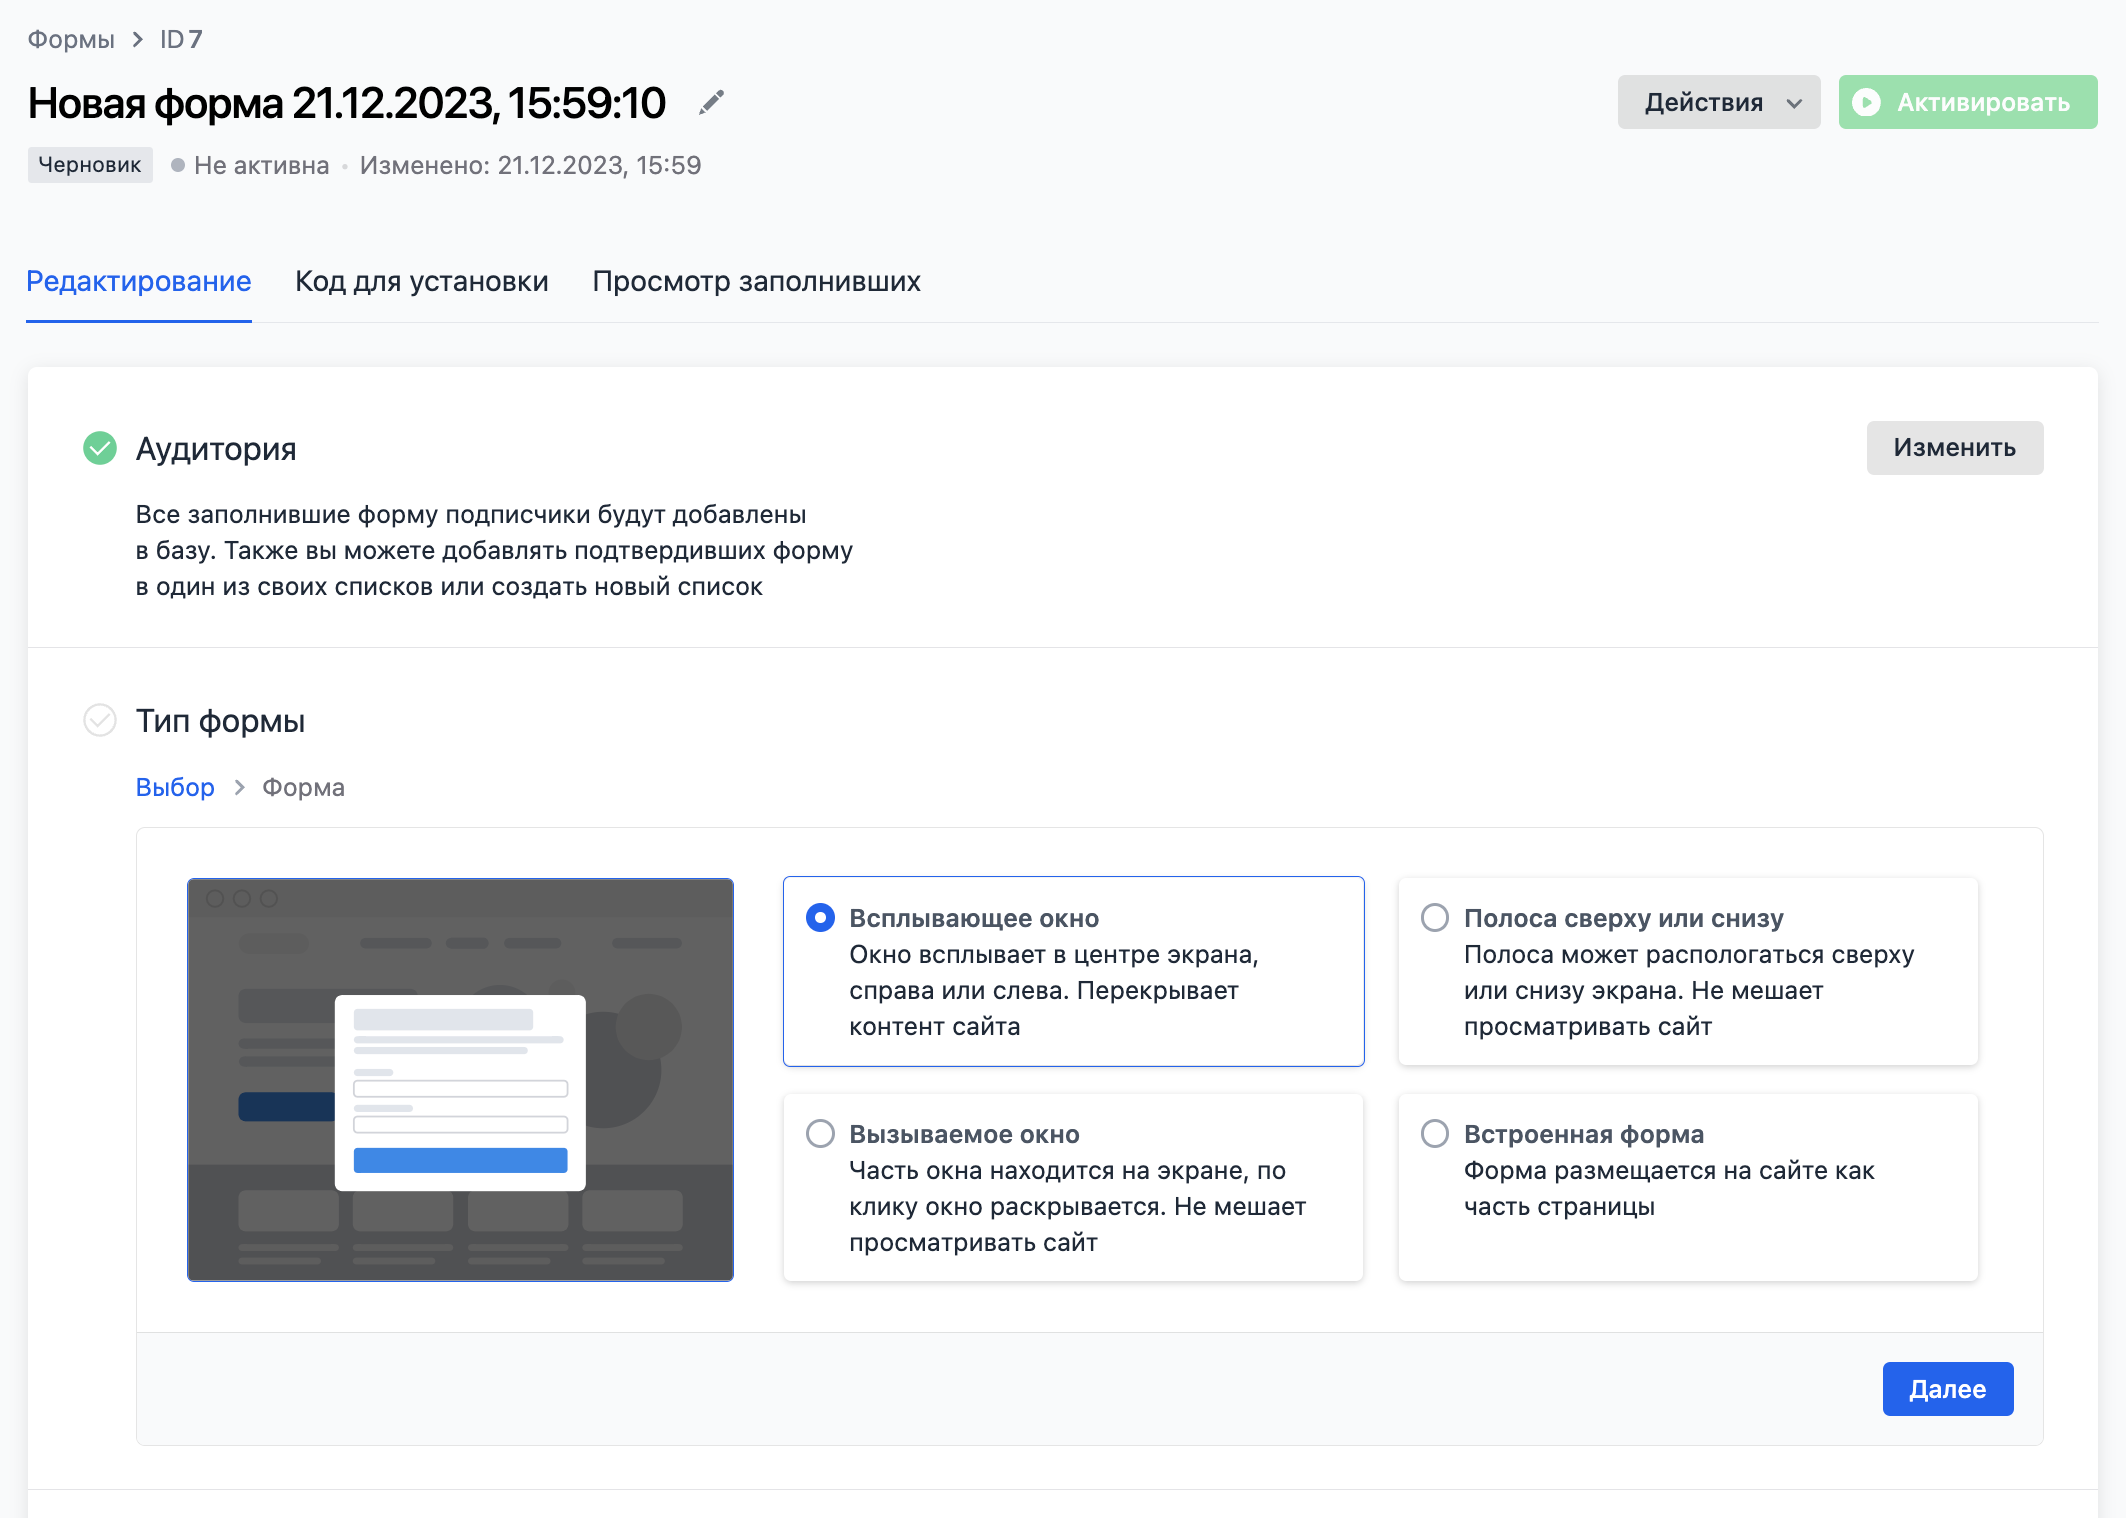 Формы > ID 7
Новая форма 21.12.2023, 15:59:10
Действия
Активировать
Черновик
Не активна · Изменено: 21.12.2023, 15:59
Редактирование
Код для установки
Просмотр заполнивших
Аудитория
Изменить
Все заполнившие форму подписчики будут добавлены
в базу. Также вы можете добавлять подтвердивших форму
в один из своих списков или создать новый список
Тип формы
Выбор > Форма
Всплывающее окно
Окно всплывает в центре экрана,
справа или слева. Перекрывает
контент сайта
Полоса сверху или снизу
Полоса может распологаться сверху
или снизу экрана. Не мешает
просматривать сайт
Вызываемое окно
Часть окна находится на экране, по
клику окно раскрывается. Не мешает
просматривать сайт
Встроенная форма
Форма размещается на сайте как
часть страницы
Далее